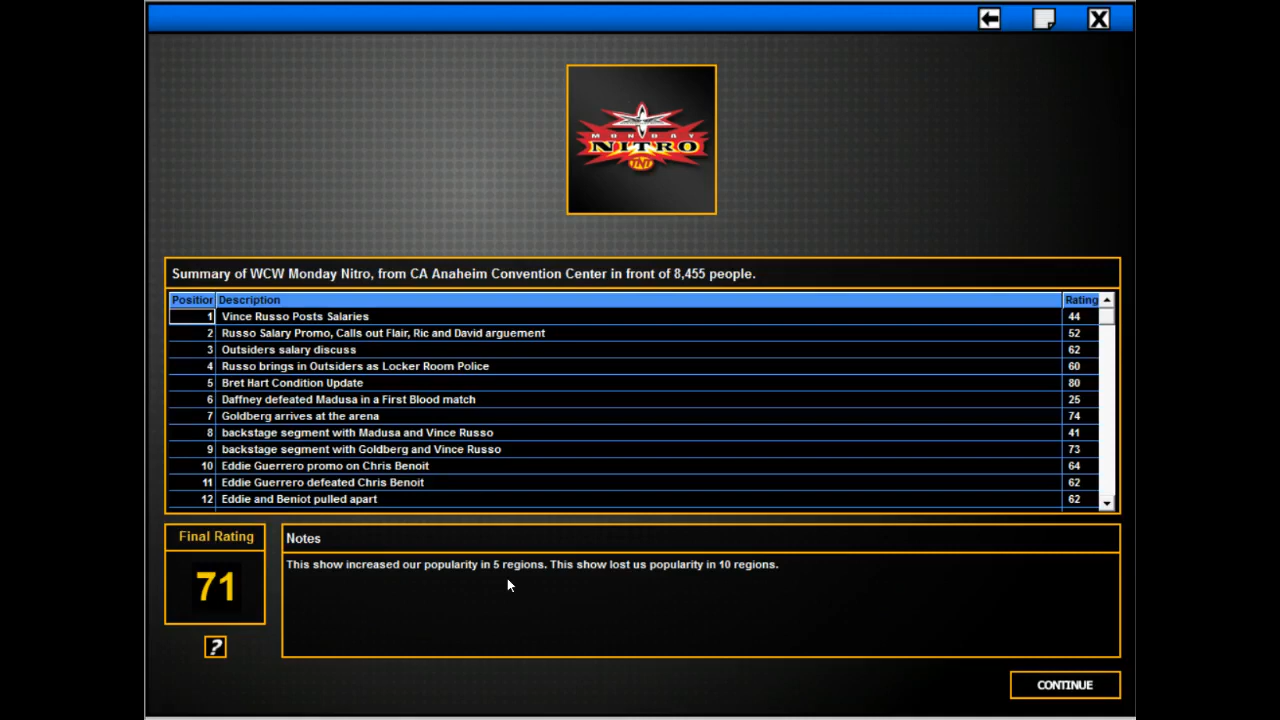 MONDAY
NITRO
TNT
Summary of WCW Monday Nitro, from CA Anaheim Convention Center in front of 8,455 people.
Position Description Rating
1 Vince Russo Posts Salaries 44
2 Russo Salary Promo, Calls out Flair, Ric and David arguement 52
3 Outsiders salary discuss 62
4 Russo brings in Outsiders as Locker Room Police 60
5 Bret Hart Condition Update 80
6 Daffney defeated Madusa in a First Blood match 25
7 Goldberg arrives at the arena 74
8 backstage segment with Madusa and Vince Russo 41
9 backstage segment with Goldberg and Vince Russo 73
10 Eddie Guerrero promo on Chris Benoit 64
11 Eddie Guerrero defeated Chris Benoit 62
12 Eddie and Beniot pulled apart 62
Final Rating
71
?
Notes
This show increased our popularity in 5 regions. This show lost us popularity in 10 regions.
CONTINUE